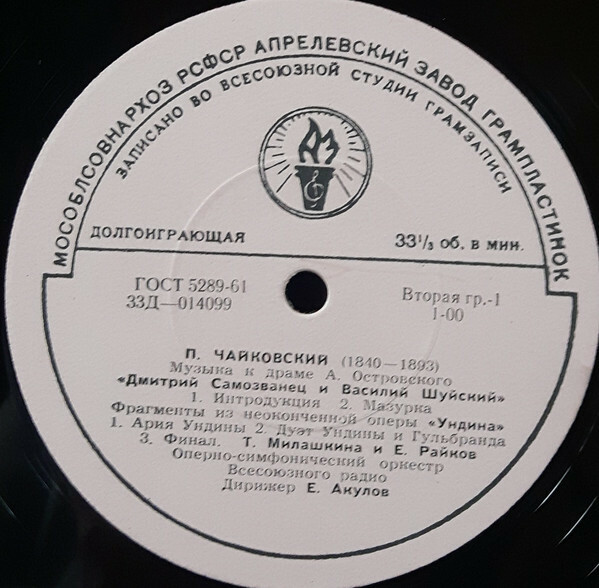 МОСОБЛСОВНАРХОЗ РСФСР АПРЕЛЕВСКИЙ ЗАВОД ГРАМПЛАСТИНОК
ЗАПИСАНО ВО ВСЕСОЮЗНОЙ СТУДИИ ГРАМЗАПИСИ
АЗ
ДОЛГОИГРАЮЩАЯ
33⅓ об. в мин.
ГОСТ 5289-61
33Д—014099
Вторая гр.-1
1-00
П. ЧАЙКОВСКИЙ (1840—1893)
Музыка к драме А. Островского
«Дмитрий Самозванец и Василий Шуйский»
1. Интродукция 2. Мазурка
Фрагменты из неоконченной оперы «Ундина»
1. Ария Ундины 2. Дуэт Ундины и Гульбранда
3. Финал. Т. Милашкина и Е. Райков
Оперно-симфонический оркестр
Всесоюзного радио
Дирижер Е. Акулов